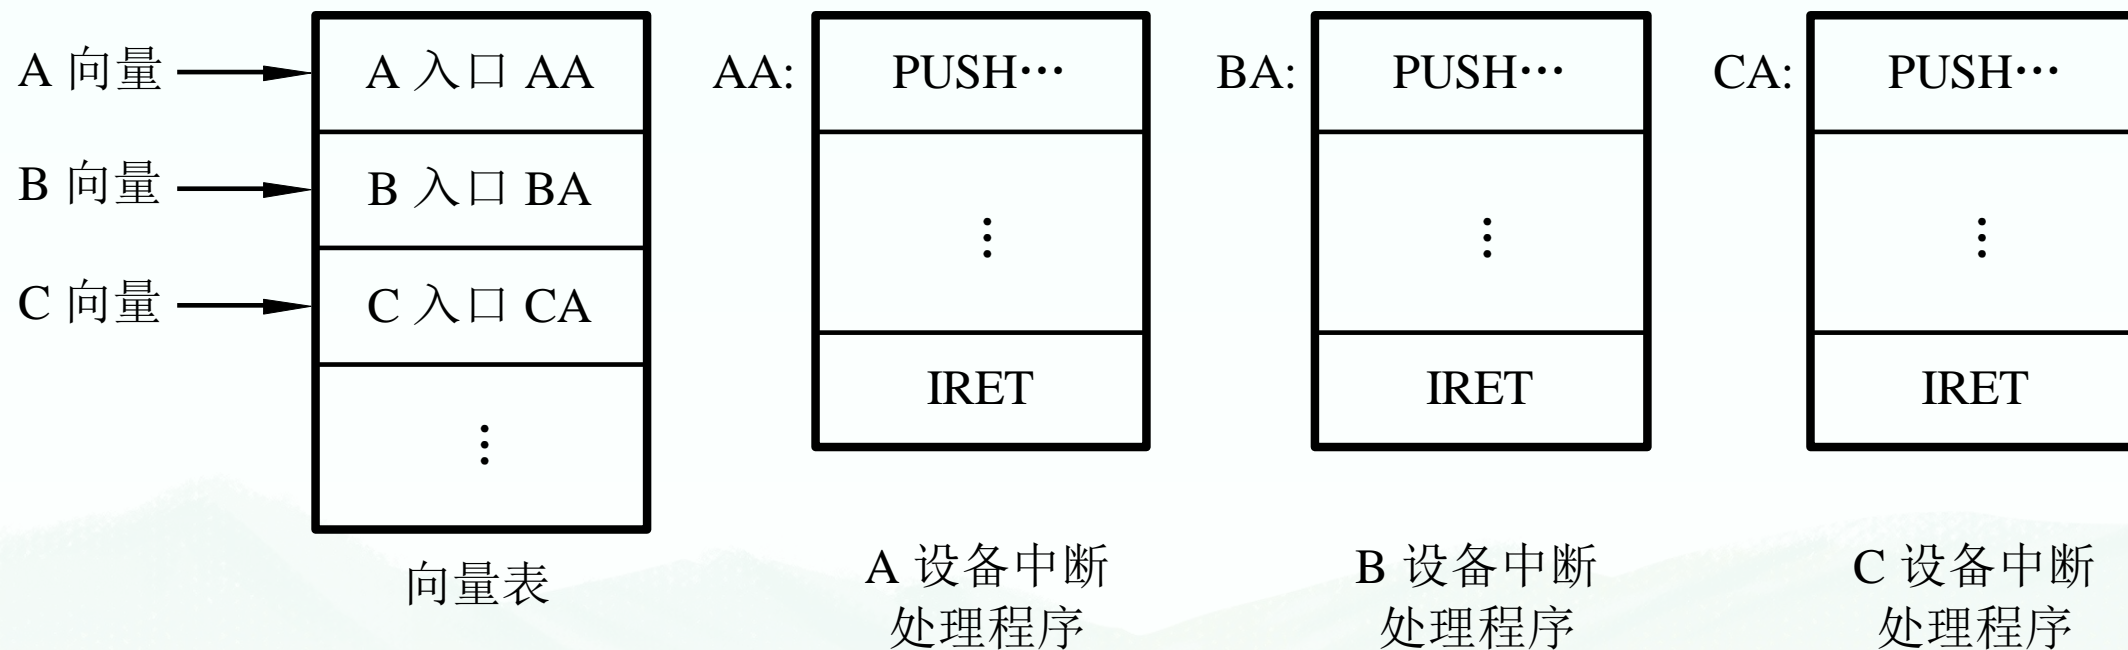 A 向量
A 入口 AA
AA:
PUSH…
BA:
PUSH…
CA:
PUSH…
B 向量
B 入口 BA
⋮
⋮
⋮
C 向量
C 入口 CA
IRET
IRET
IRET
⋮
向量表
A 设备中断
处理程序
B 设备中断
处理程序
C 设备中断
处理程序